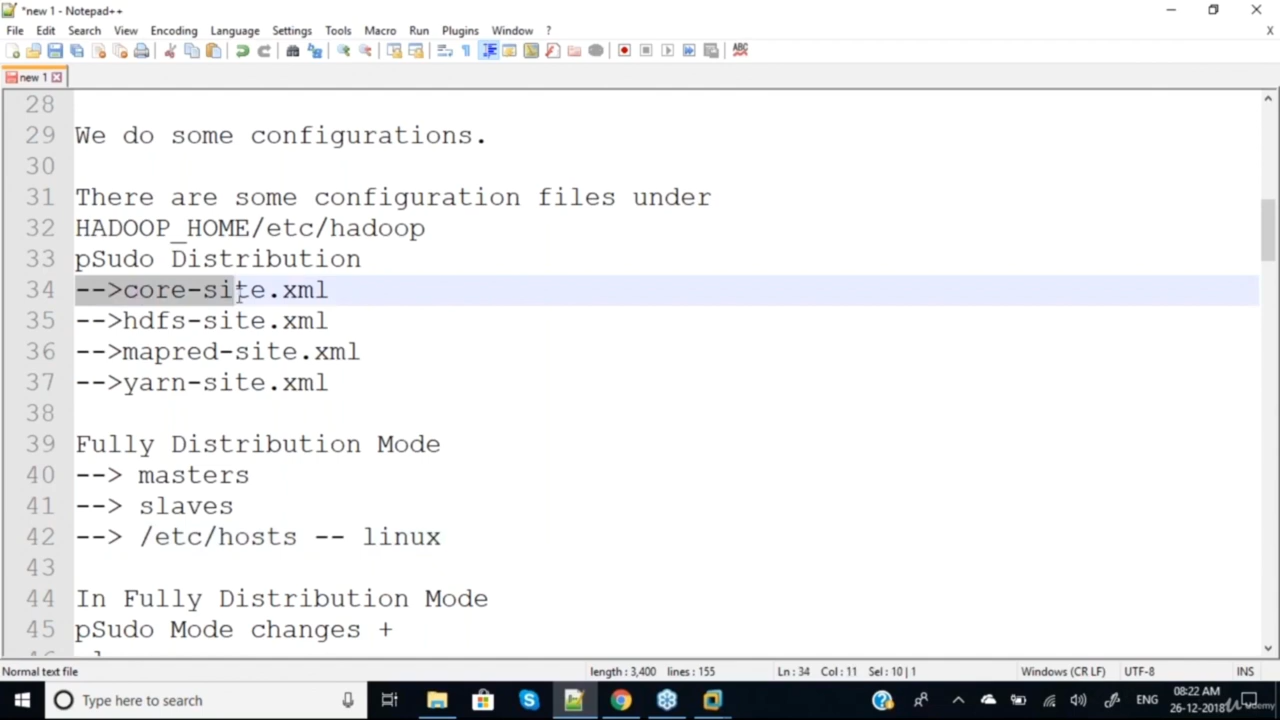 *new 1 - Notepad++
File Edit Search View Encoding Language Settings Tools Macro Run Plugins Window ? X
new 1
28
29 We do some configurations.
30
31 There are some configuration files under
32 HADOOP_HOME/etc/hadoop
33 pSudo Distribution
34 -->core-site.xml
35 -->hdfs-site.xml
36 -->mapred-site.xml
37 -->yarn-site.xml
38
39 Fully Distribution Mode
40 --> masters
41 --> slaves
42 --> /etc/hosts -- linux
43
44 In Fully Distribution Mode
45 pSudo Mode changes +
Normal text file length : 3,400 lines : 155 Ln : 34 Col : 11 Sel : 10 | 1 Windows (CR LF) UTF-8 INS
Type here to search ENG 08:22 AM
26-12-2018
Udemy